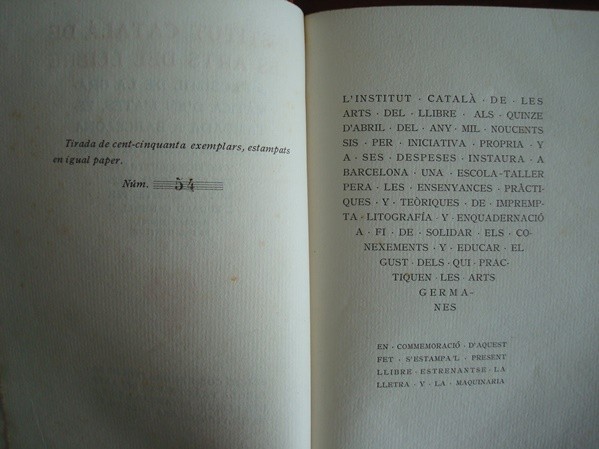 Tirada de cent-cinquanta exemplars, estampats
en igual paper.
Núm. 54
L'INSTITUT · CATALÀ · DE · LES
ARTS · DEL · LLIBRE · ALS · QUINZE
D'ABRIL · DEL · ANY · MIL · NOUCENTS
SIS · PER · INICIATIVA · PROPRIA · Y
A · SES · DESPESES · INSTAURA · A
BARCELONA · UNA · ESCOLA-TALLER
PERA · LES · ENSENYANCES · PRÀCTI-
QUES · Y · TEÒRIQUES · DE · IMPREMP-
TA · LITOGRAFÍA · Y · ENQUADERNACIÓ
A · FI · DE · SOLIDAR · ELS · CO-
NEXEMENTS · Y · EDUCAR · EL
GUST · DELS · QUI · PRAC-
TIQUEN · LES · ARTS
GERMA-
NES
EN · COMMEMORACIÓ · D'AQUEST
FET · S'ESTAMPA'L · PRESENT
LLIBRE · ESTRENANTSE · LA
LLETRA · Y · LA · MAQUINARIA